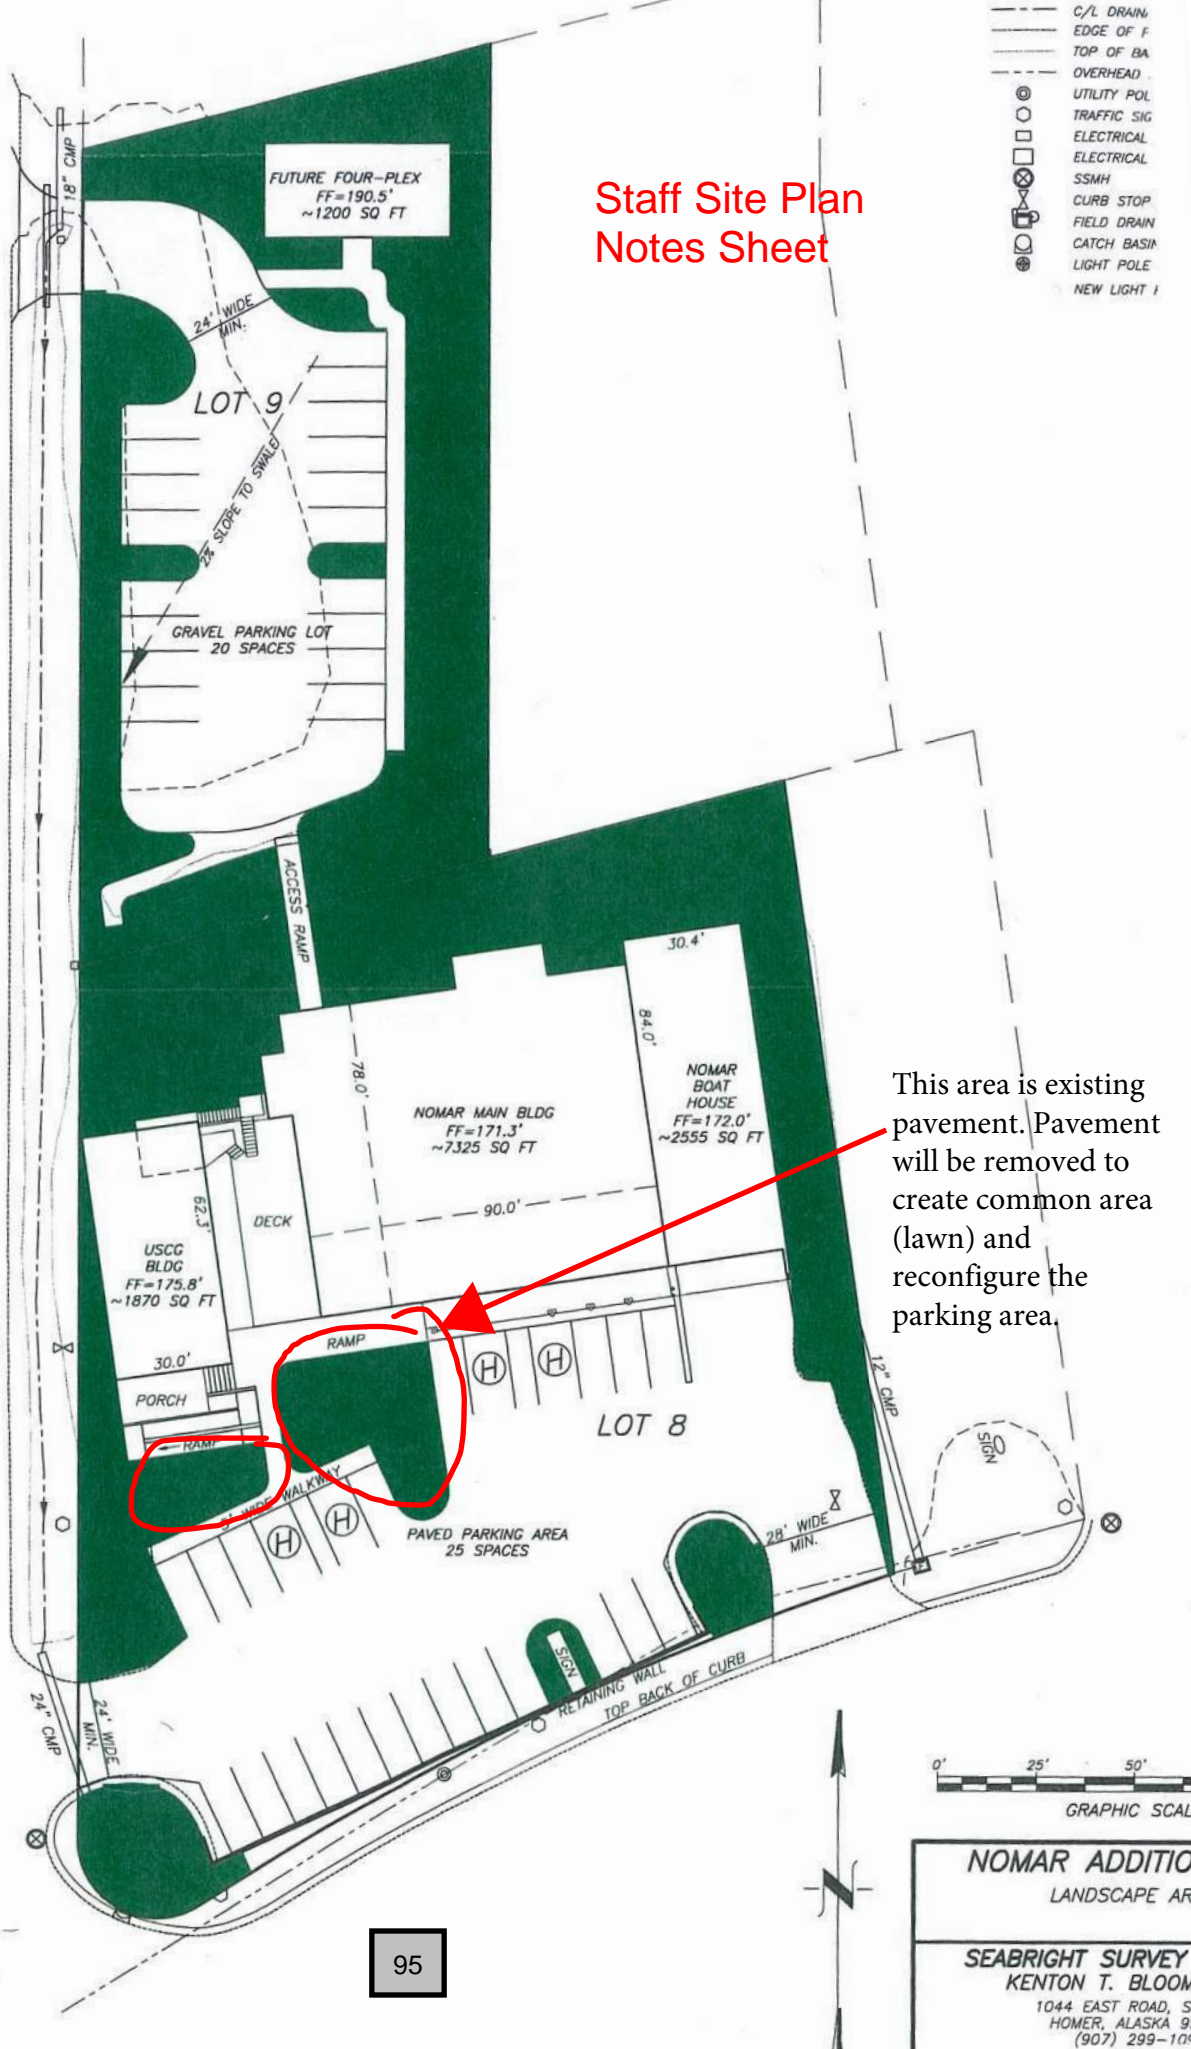 C/L DRAIN
EDGE OF
TOP OF BA
OVERHEAD
UTILITY POL
TRAFFIC SIG
ELECTRICAL
ELECTRICAL
SSMH
CURB STOP
FIELD DRAIN
CATCH BASIN
LIGHT POLE
NEW LIGHT
Staff Site Plan
Notes Sheet
18" CMP
FUTURE FOUR-PLEX
FF=190.5'
~1200 SQ FT
24' WIDE
MIN.
LOT 9
2% SLOPE TO SWALE
GRAVEL PARKING LOT
20 SPACES
ACCESS RAMP
30.4'
84.0'
78.0'
NOMAR
BOAT
HOUSE
FF=172.0'
~2555 SQ FT
NOMAR MAIN BLDG
FF=171.3'
~7325 SQ FT
90.0'
This area is existing
pavement. Pavement
will be removed to
create common area
(lawn) and
reconfigure the
parking area.
62.3'
DECK
USCG
BLDG
FF=175.8'
~1870 SQ FT
30.0'
PORCH
RAMP
RAMP
H
H
LOT 8
12" CMP
SIGN
5' WIDE WALKWAY
H
H
PAVED PARKING AREA
25 SPACES
28' WIDE
MIN.
SIGN
RETAINING WALL
TOP BACK OF CURB
24" CMP
24' WIDE
MIN.
N
0' 25' 50'
GRAPHIC SCAL
NOMAR ADDITIO
LANDSCAPE AR
SEABRIGHT SURVEY
KENTON T. BLOOM
1044 EAST ROAD, S
HOMER, ALASKA 9
(907) 299-10
95